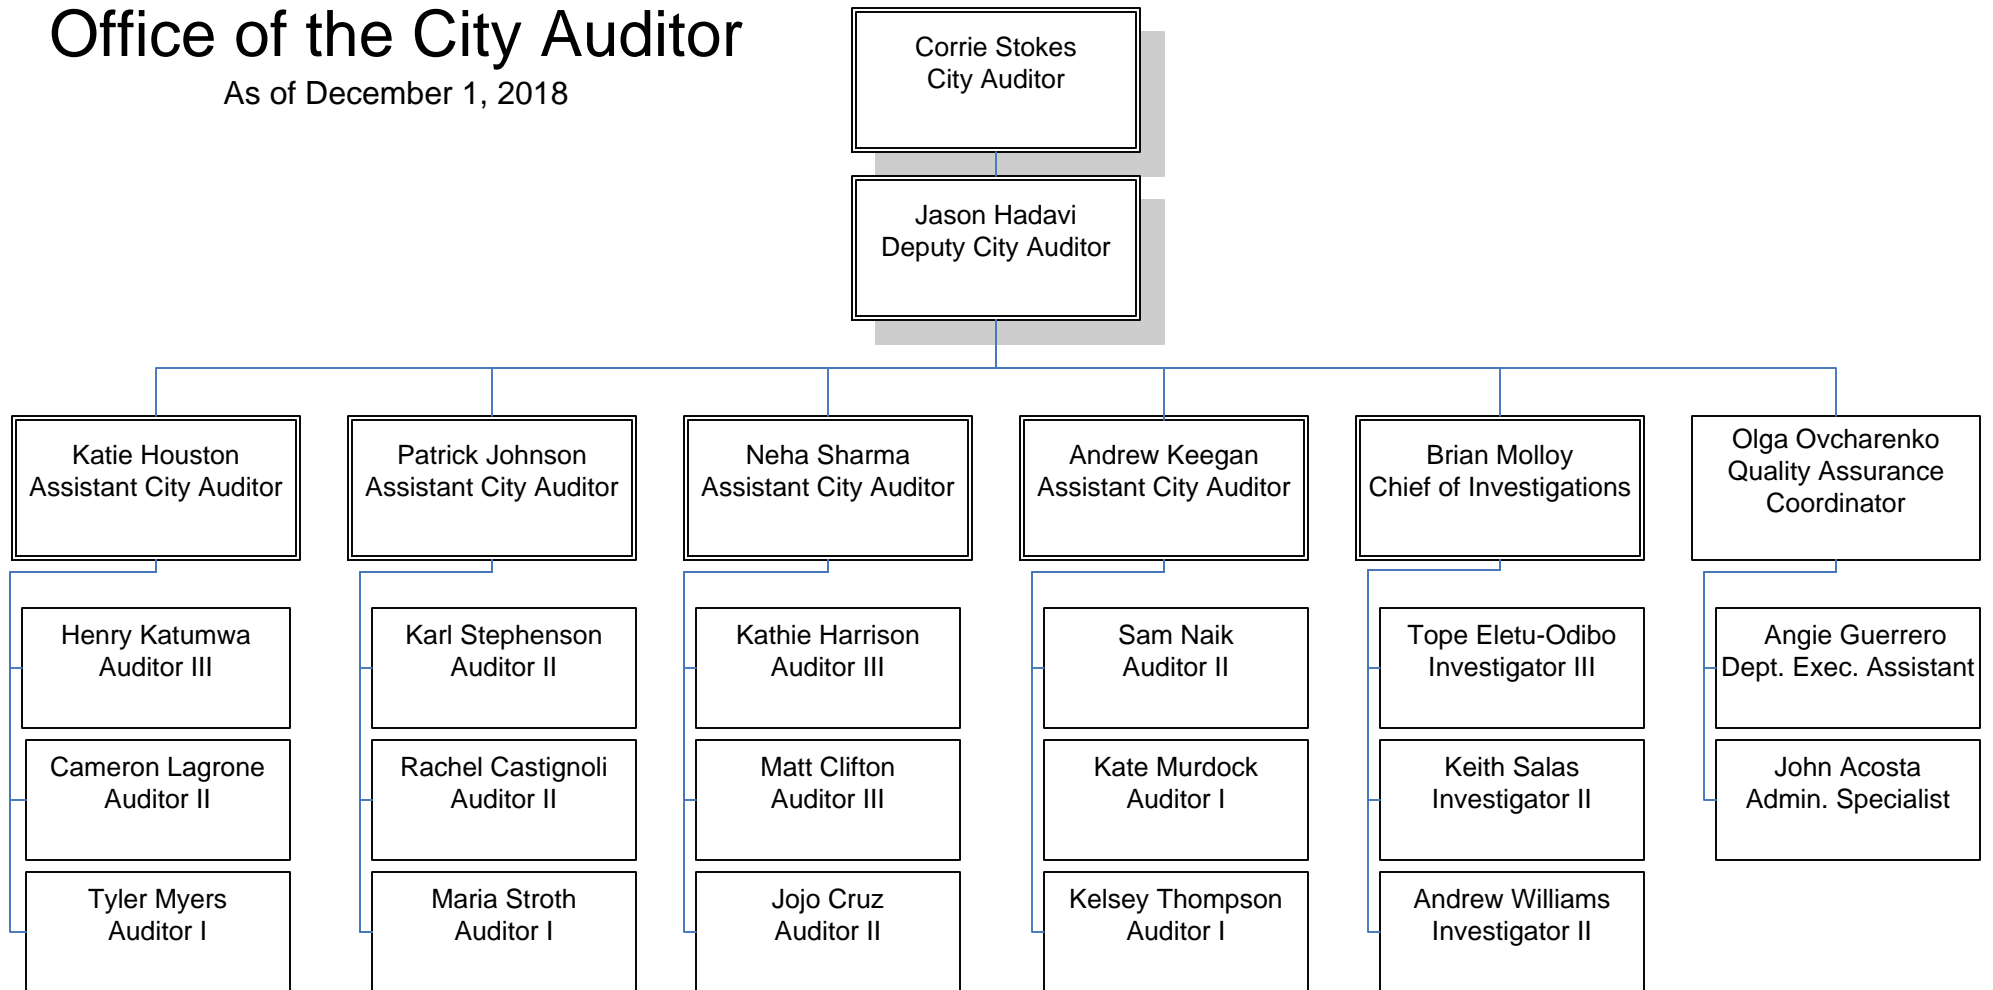 Office of the City Auditor
As of December 1, 2018
Corrie Stokes
City Auditor
Jason Hadavi
Deputy City Auditor
Katie Houston
Assistant City Auditor
Patrick Johnson
Assistant City Auditor
Neha Sharma
Assistant City Auditor
Andrew Keegan
Assistant City Auditor
Brian Molloy
Chief of Investigations
Olga Ovcharenko
Quality Assurance
Coordinator
Henry Katumwa
Auditor III
Cameron Lagrone
Auditor II
Tyler Myers
Auditor I
Karl Stephenson
Auditor II
Rachel Castignoli
Auditor II
Maria Stroth
Auditor I
Kathie Harrison
Auditor III
Matt Clifton
Auditor III
Jojo Cruz
Auditor II
Sam Naik
Auditor II
Kate Murdock
Auditor I
Kelsey Thompson
Auditor I
Tope Eletu-Odibo
Investigator III
Keith Salas
Investigator II
Andrew Williams
Investigator II
Angie Guerrero
Dept. Exec. Assistant
John Acosta
Admin. Specialist